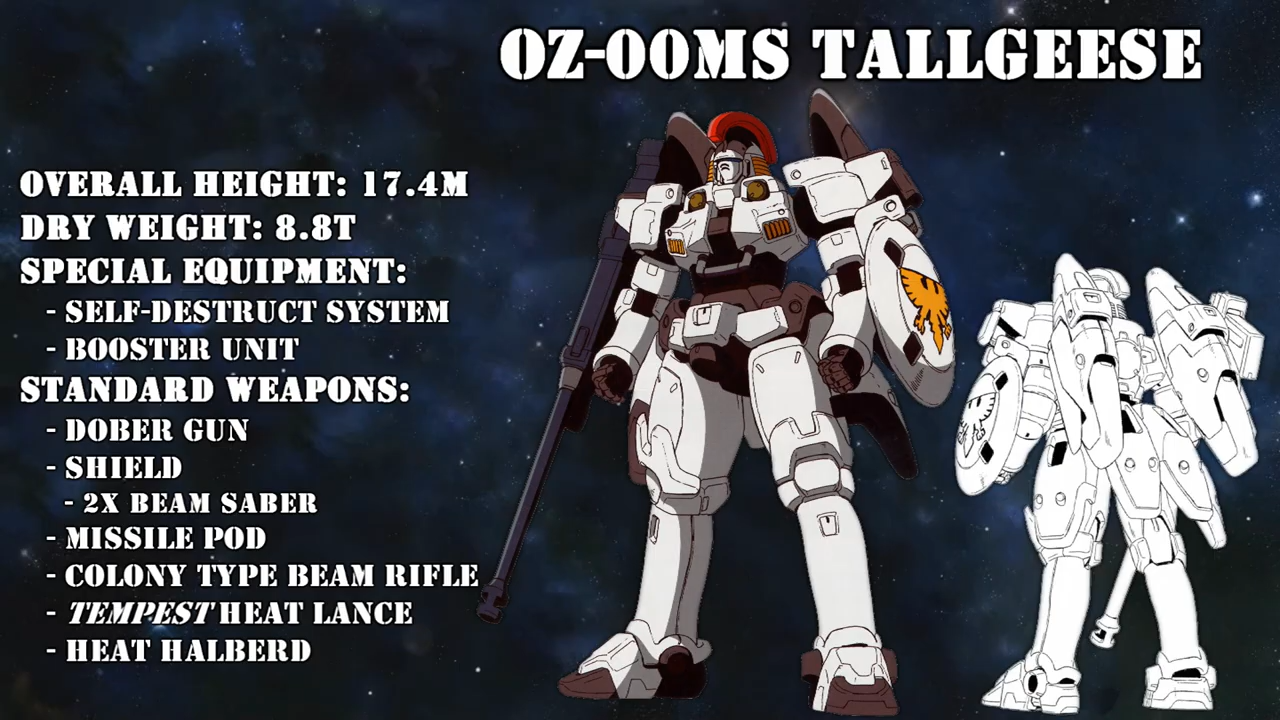 OZ-00MS TALLGEESE
OVERALL HEIGHT: 17.4M
DRY WEIGHT: 8.8T
SPECIAL EQUIPMENT:
- SELF-DESTRUCT SYSTEM
- BOOSTER UNIT
STANDARD WEAPONS:
- DOBER GUN
- SHIELD
- 2X BEAM SABER
- MISSILE POD
- COLONY TYPE BEAM RIFLE
- TEMPEST HEAT LANCE
- HEAT HALBERD